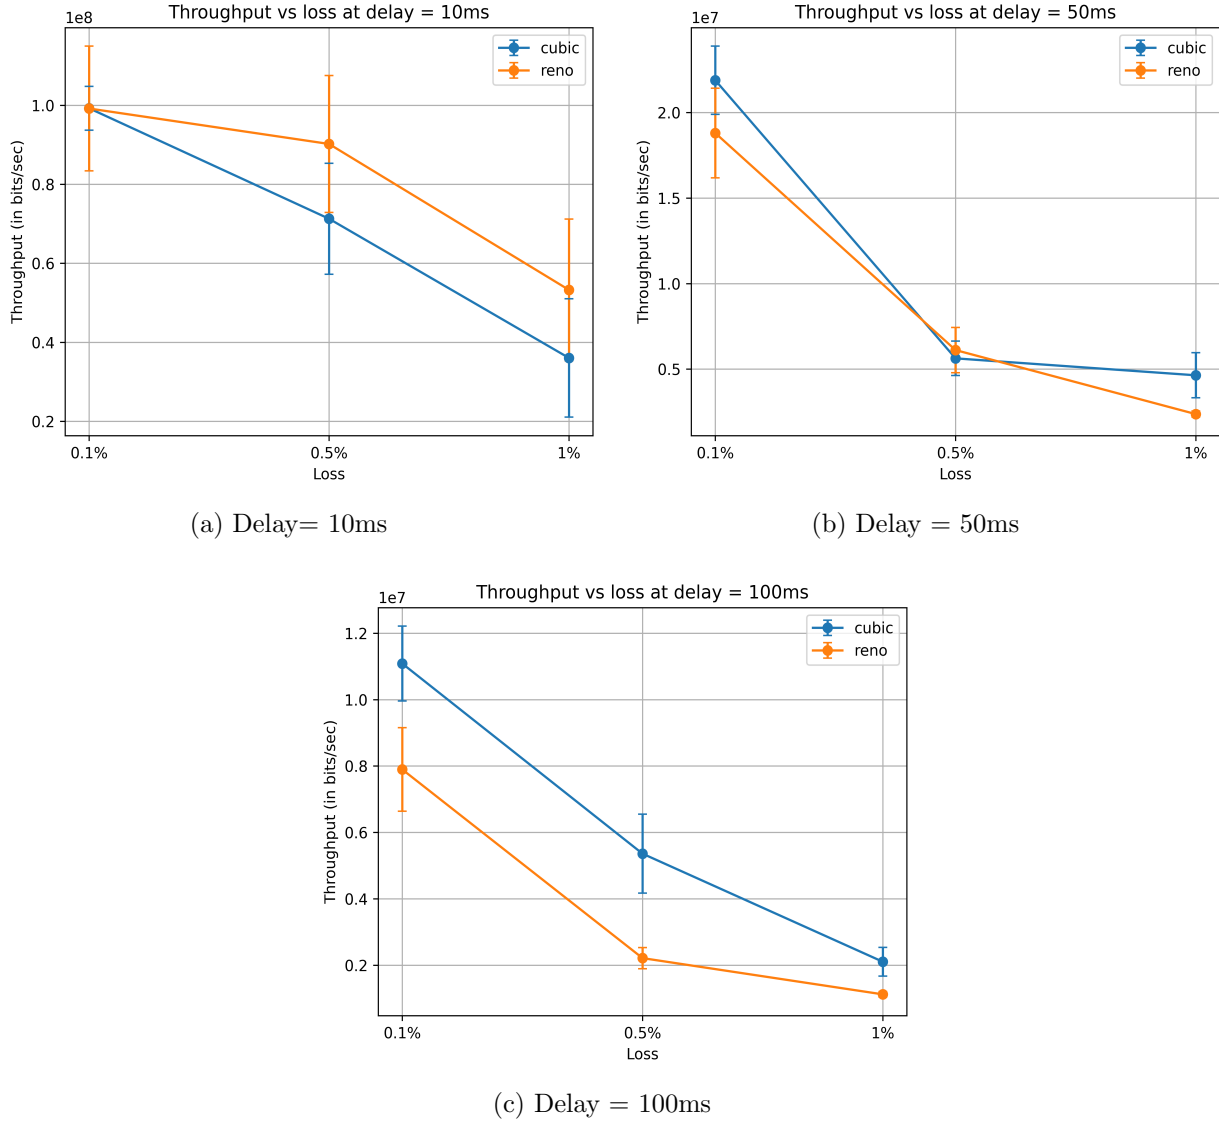 Throughput vs loss at delay = 10ms
1e8
cubic
reno
Throughput (in bits/sec)
1.0
0.8
0.6
0.4
0.2
0.1%
0.5%
1%
Loss
(a) Delay= 10ms
Throughput vs loss at delay = 50ms
1e7
cubic
reno
Throughput (in bits/sec)
2.0
1.5
1.0
0.5
0.1%
0.5%
1%
Loss
(b) Delay = 50ms
Throughput vs loss at delay = 100ms
1e7
cubic
reno
Throughput (in bits/sec)
1.2
1.0
0.8
0.6
0.4
0.2
0.1%
0.5%
1%
Loss
(c) Delay = 100ms